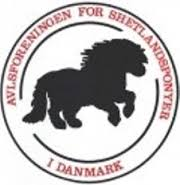 AVLSFORENINGEN FOR SHETLANDSPONYER
I DANMARK